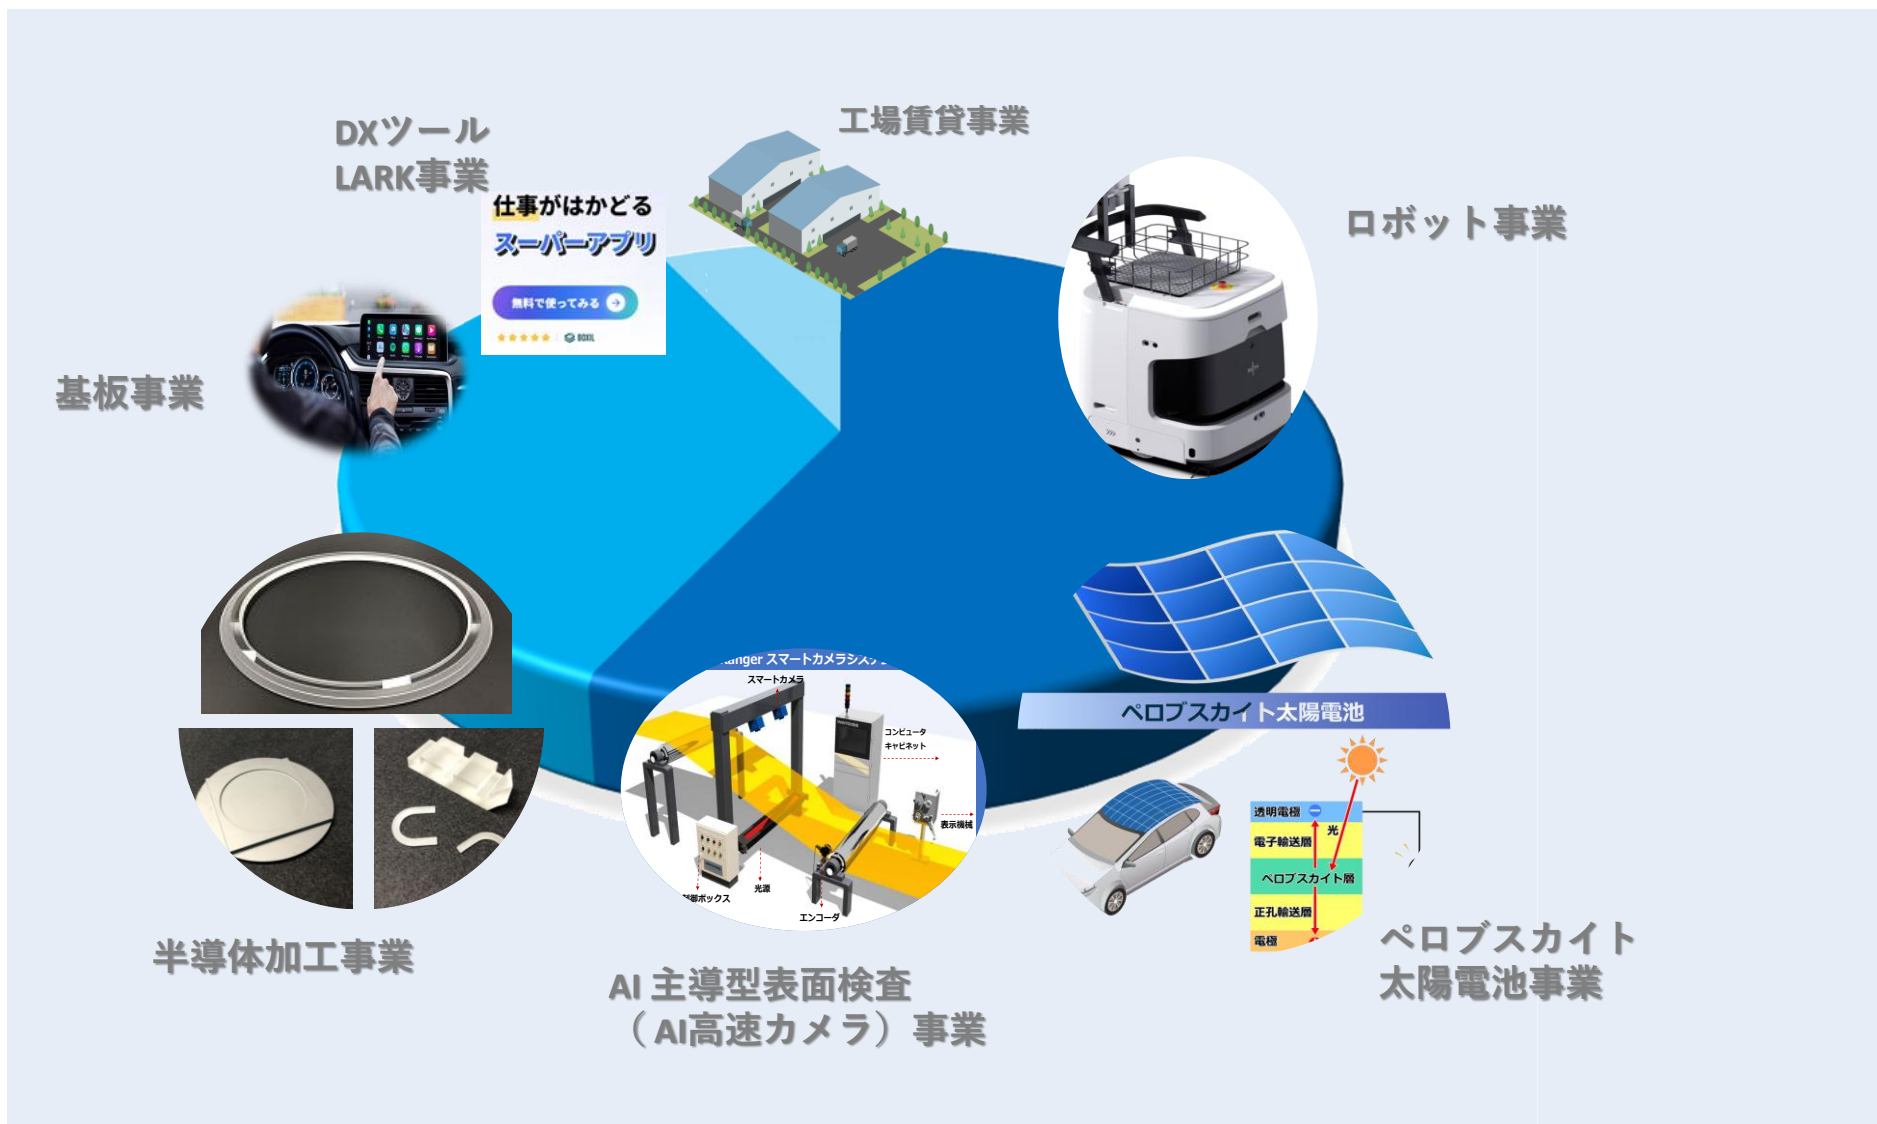 DXツール
LARK事業
工場賃貸事業
仕事がはかどる
スーパーアプリ
無料で使ってみる
BOXIL
ロボット事業
基板事業
スマートカメラ
コンピュータ
キャビネット
表示機械
光源
エンコーダ
半導体加工事業
AI 主導型表面検査
（ AI高速カメラ）事業
ペロブスカイト太陽電池
透明電極
光
電子輸送層
ペロブスカイト層
正孔輸送層
電極
ペロブスカイト
太陽電池事業